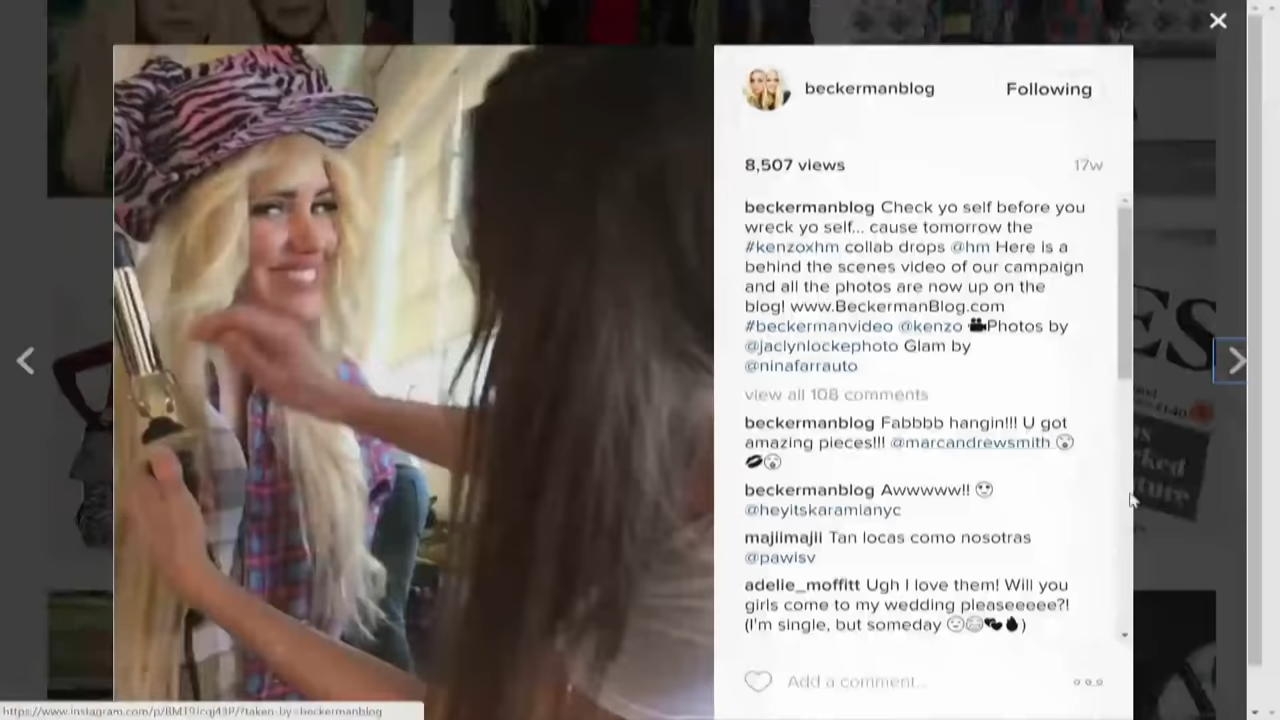 beckermanblog
Following
8,507 views
17w
beckermanblog Check yo self before you
wreck yo self... cause tomorrow the
#kenzoxhm collab drops @hm Here is a
behind the scenes video of our campaign
and all the photos are now up on the
blog! www.BeckermanBlog.com
#beckermanvideo @kenzo 🎥Photos by
@jaclynlockephoto Glam by
@ninafarrauto
view all 108 comments
beckermanblog Fabbbb hangin!!! U got
amazing pieces!!! @marcandrewsmith
beckermanblog Awwwww!!
@heyitskaramianyc
majiimajii Tan locas como nosotras
@pawisv
adelie_moffitt Ugh I love them! Will you
girls come to my wedding pleaseeeee?!
(I'm single, but someday )
Add a comment...
ES